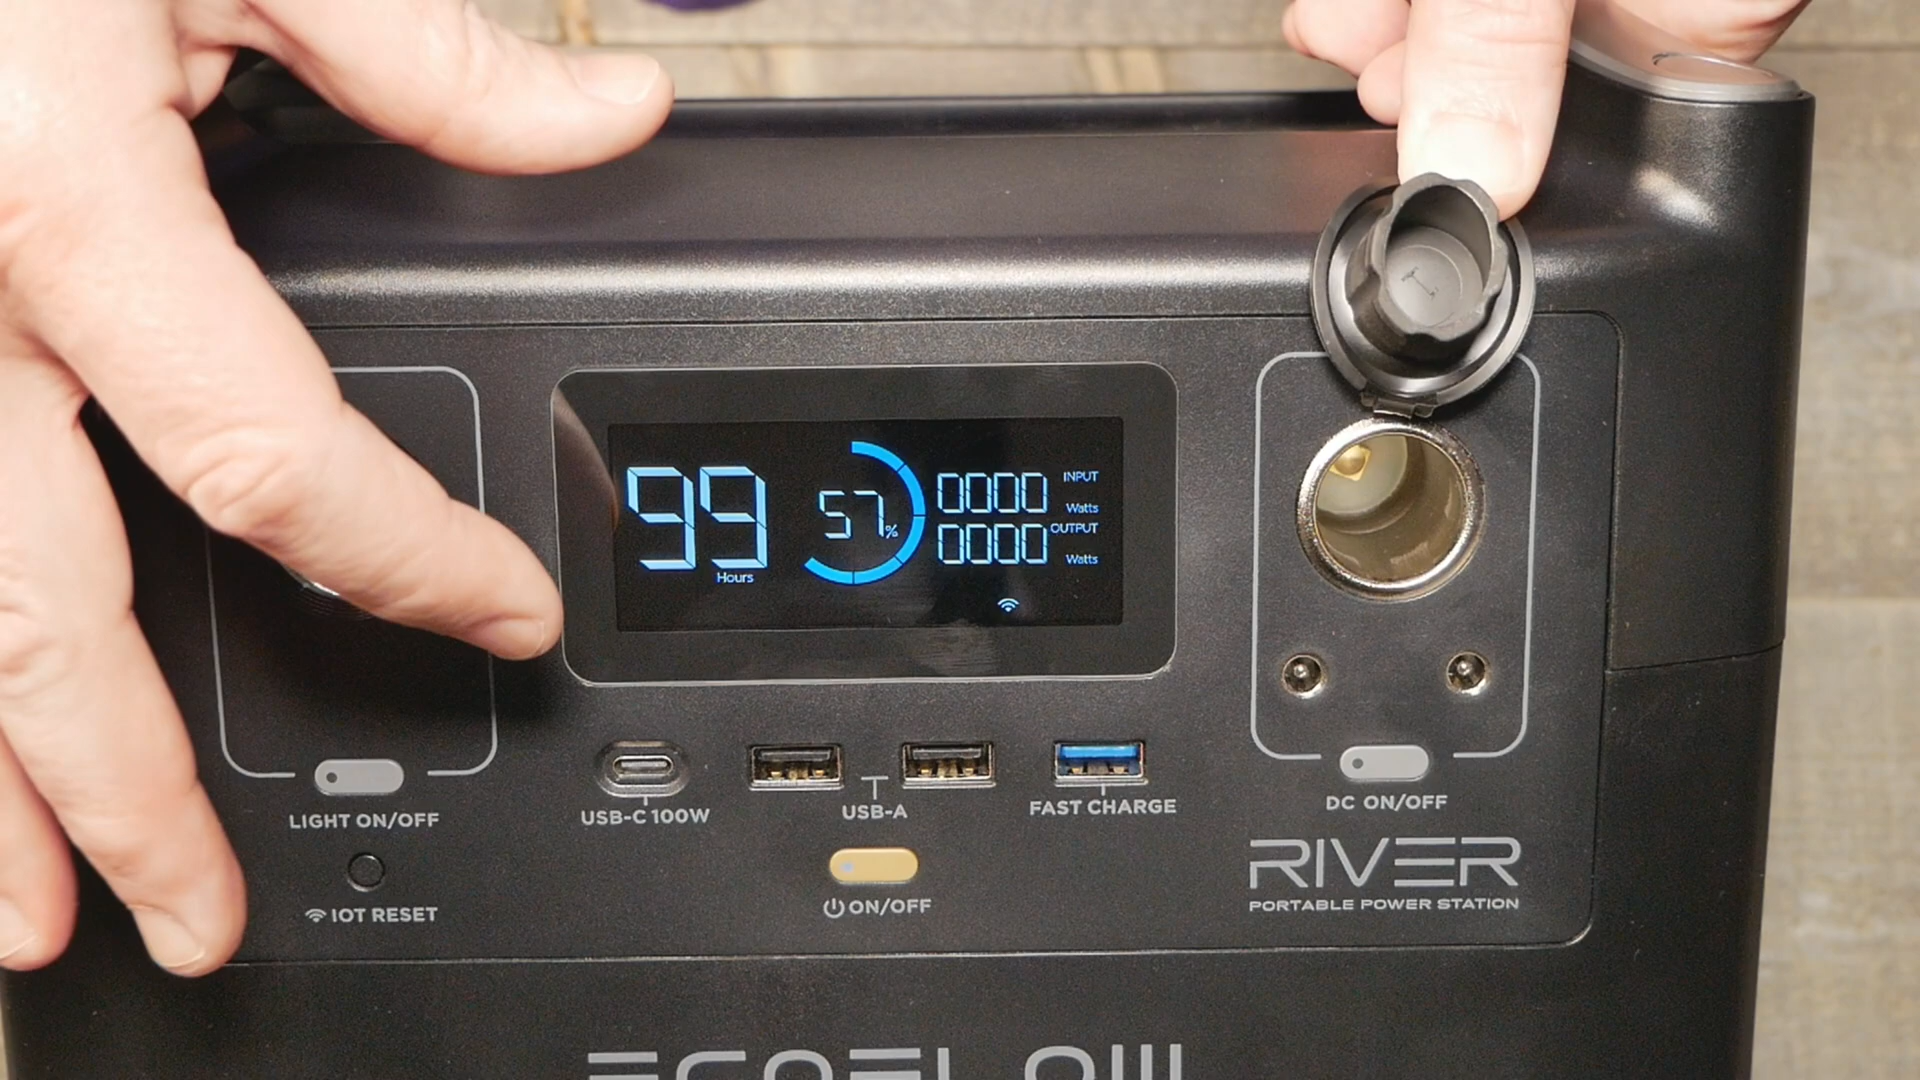 99
Hours
57%
0000 INPUT
Watts
0000 OUTPUT
Watts
USB-C 100W
USB-A
FAST CHARGE
DC ON/OFF
LIGHT ON/OFF
IOT RESET
ON/OFF
RIVER
PORTABLE POWER STATION
ECOFLOW